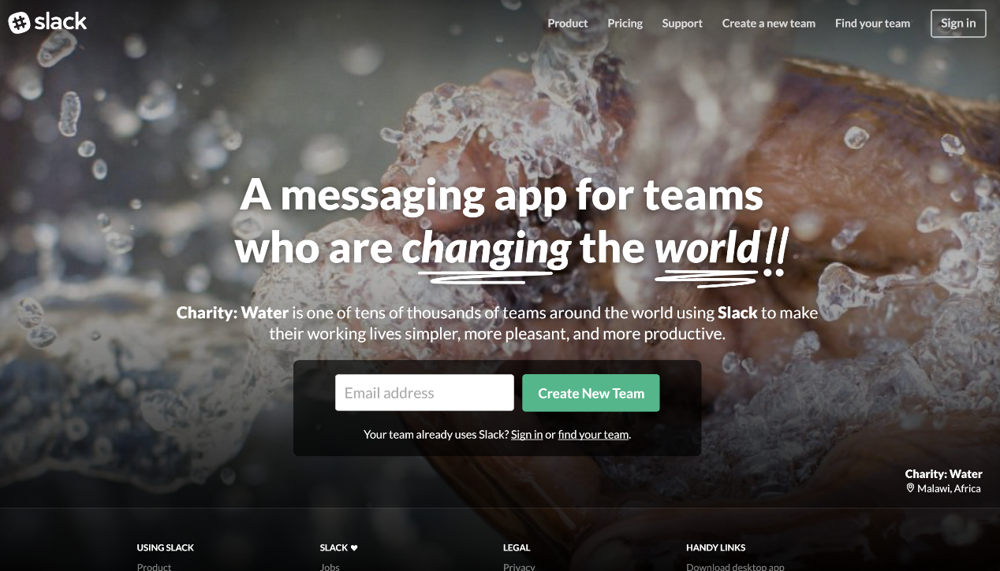 slack
Product Pricing Support Create a new team Find your team Sign in
A messaging app for teams
who are changing the world!!
Charity: Water is one of tens of thousands of teams around the world using Slack to make
their working lives simpler, more pleasant, and more productive.
Email address Create New Team
Your team already uses Slack? Sign in or find your team.
Charity: Water
Malawi, Africa
USING SLACK SLACK ♥ LEGAL HANDY LINKS
Product Jobs Privacy Download desktop app